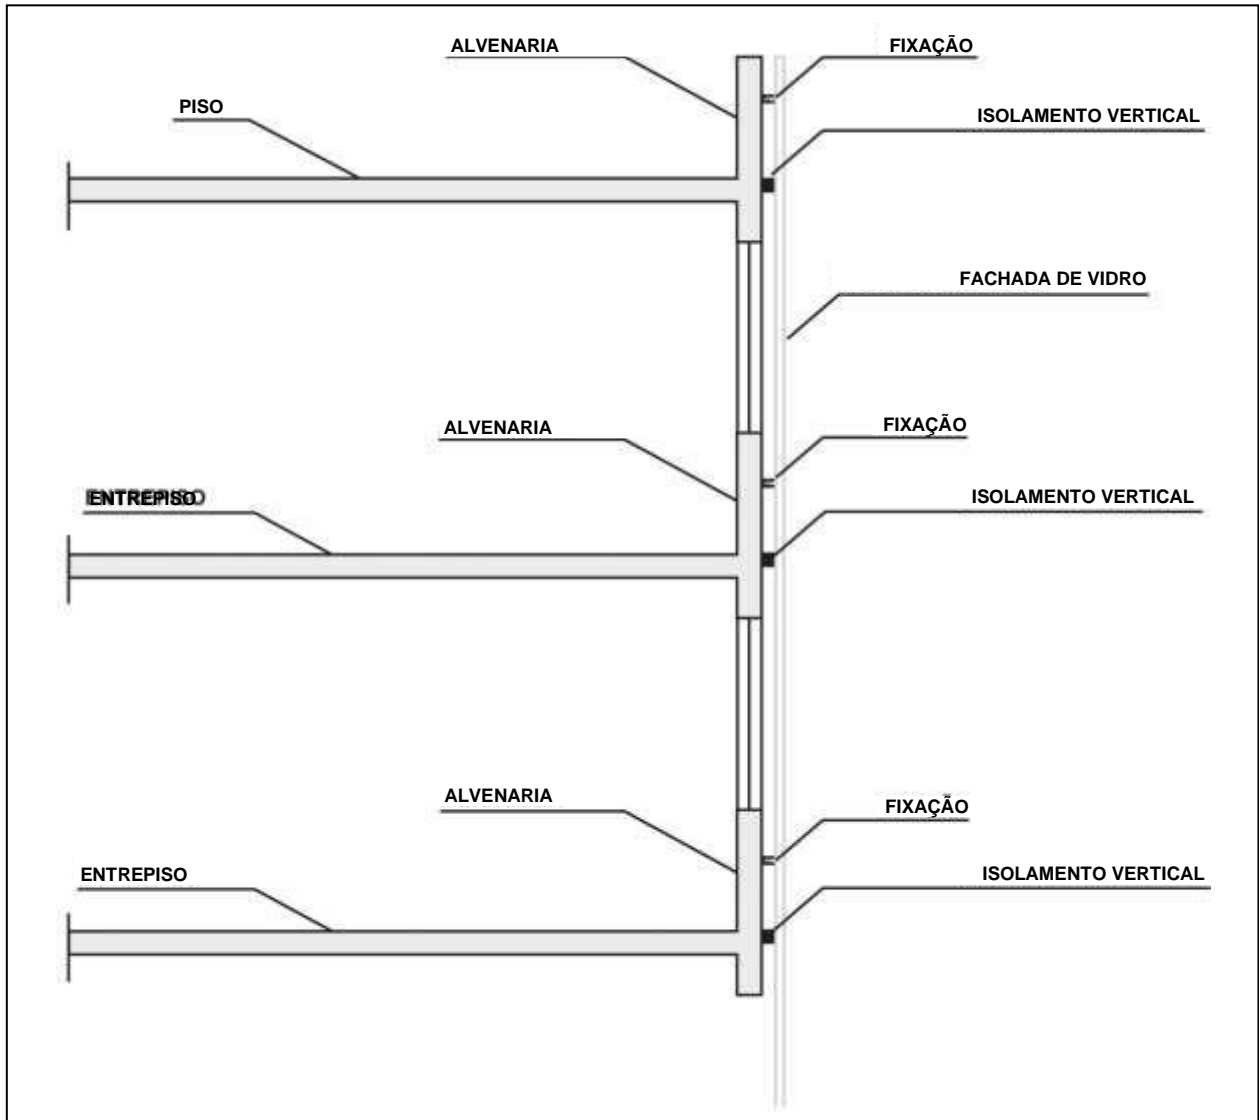 ALVENARIA
FIXAÇÃO
PISO
ISOLAMENTO VERTICAL
FACHADA DE VIDRO
ALVENARIA
FIXAÇÃO
ENTREPISO
ISOLAMENTO VERTICAL
ALVENARIA
FIXAÇÃO
ENTREPISO
ISOLAMENTO VERTICAL